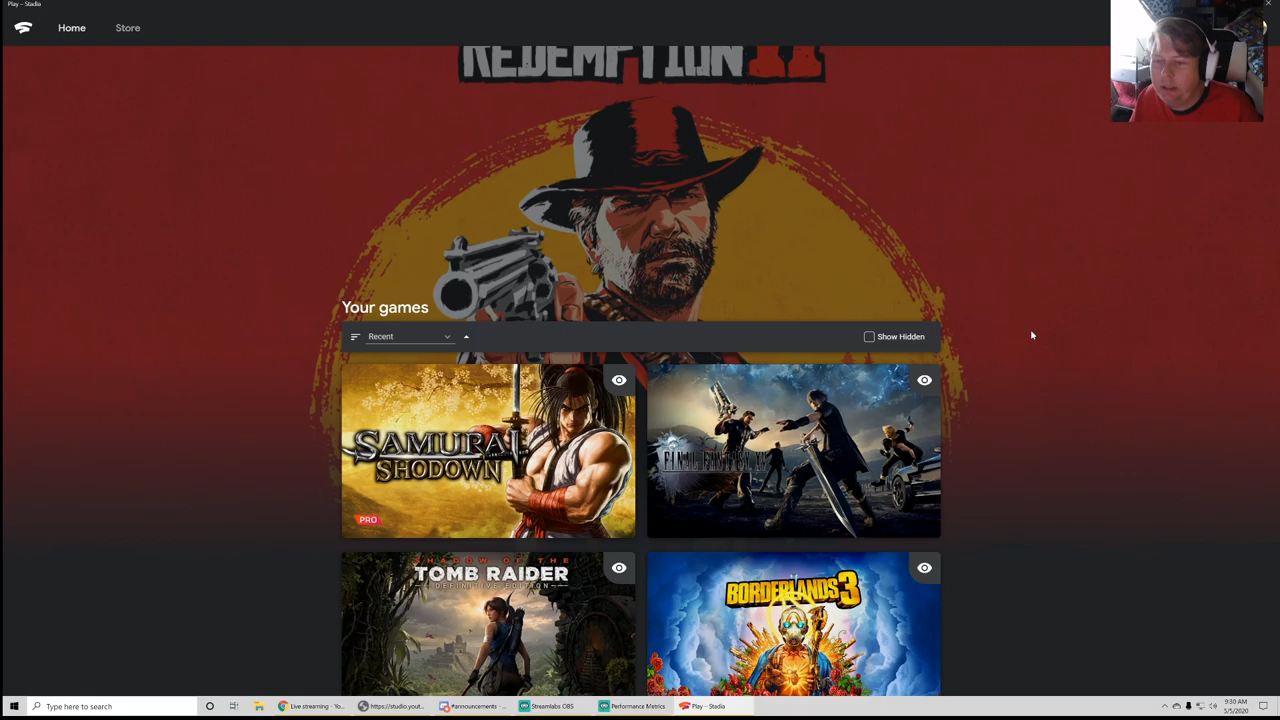 Play – Stadia
Home
Store
REDEMPTION II
Your games
Recent
Show Hidden
SAMURAI
SHODOWN
PRO
FINAL FANTASY XV
SHADOW OF THE
TOMB RAIDER
DEFINITIVE EDITION
BORDERLANDS 3
Type here to search
Live streaming - Yo...
https://studio.yout...
#announcements - ...
Streamlabs OBS
Performance Metrics
Play – Stadia
9:30 AM
5/5/2020